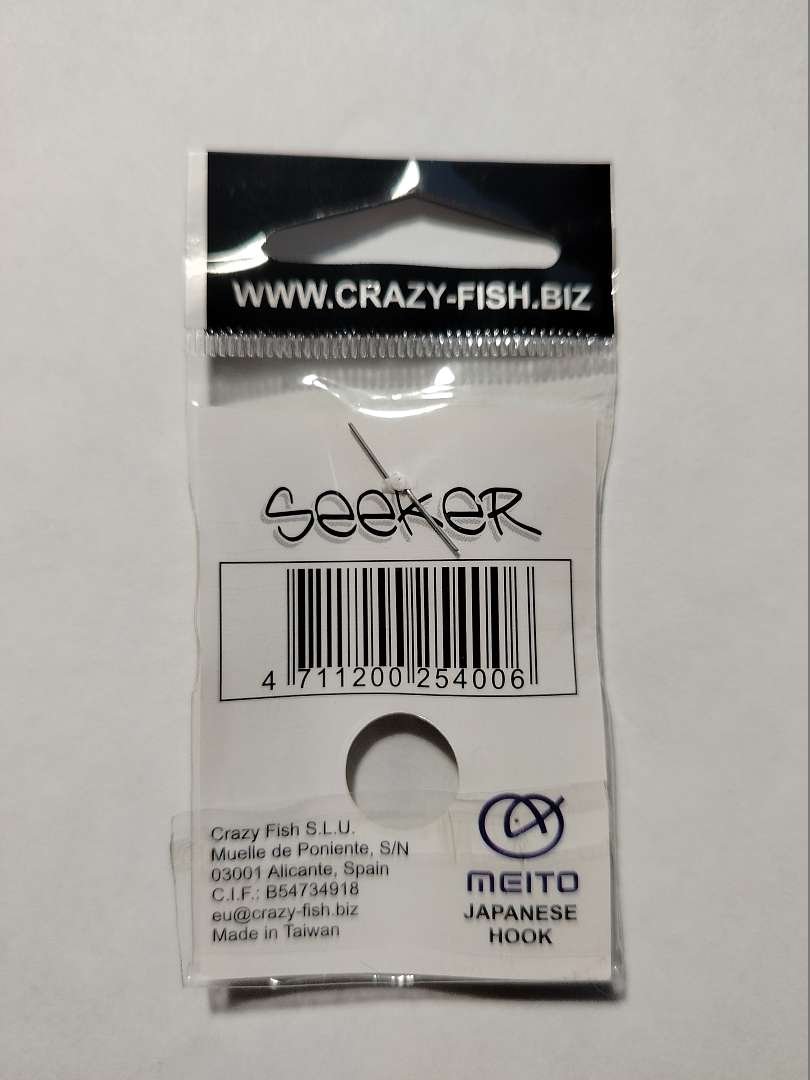 WWW.CRAZY-FISH.BIZ
SEEKER
4 711200 254006
Crazy Fish S.L.U.
Muelle de Poniente, S/N
03001 Alicante, Spain
C.I.F.: B54734918
eu@crazy-fish.biz
Made in Taiwan
MEITO
JAPANESE
HOOK